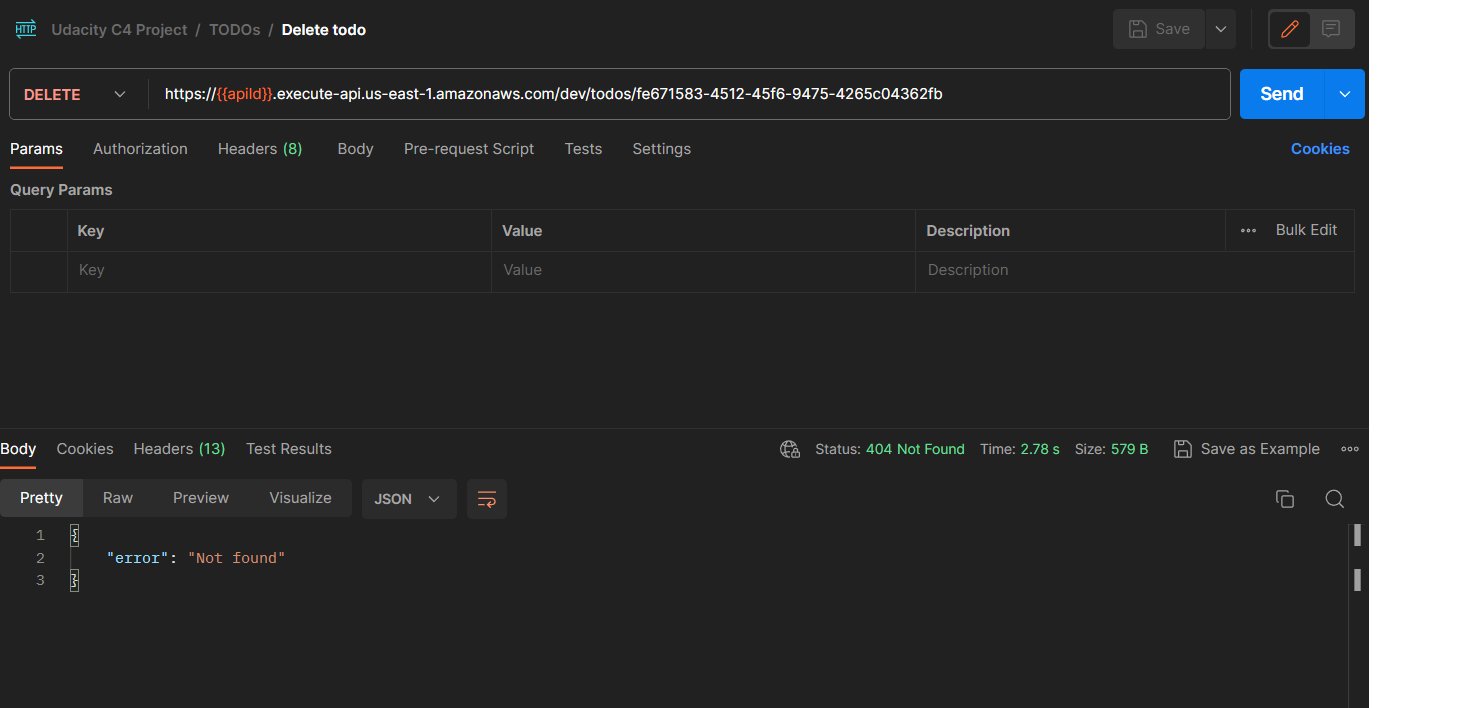 HTTP Udacity C4 Project / TODOs / Delete todo Save
DELETE https://{{apiId}}.execute-api.us-east-1.amazonaws.com/dev/todos/fe671583-4512-45f6-9475-4265c04362fb Send
Params Authorization Headers (8) Body Pre-request Script Tests Settings Cookies
Query Params
Key Value Description Bulk Edit
Key Value Description
Body Cookies Headers (13) Test Results Status: 404 Not Found Time: 2.78 s Size: 579 B Save as Example
Pretty Raw Preview Visualize JSON
1 {
2 "error": "Not found"
3 }